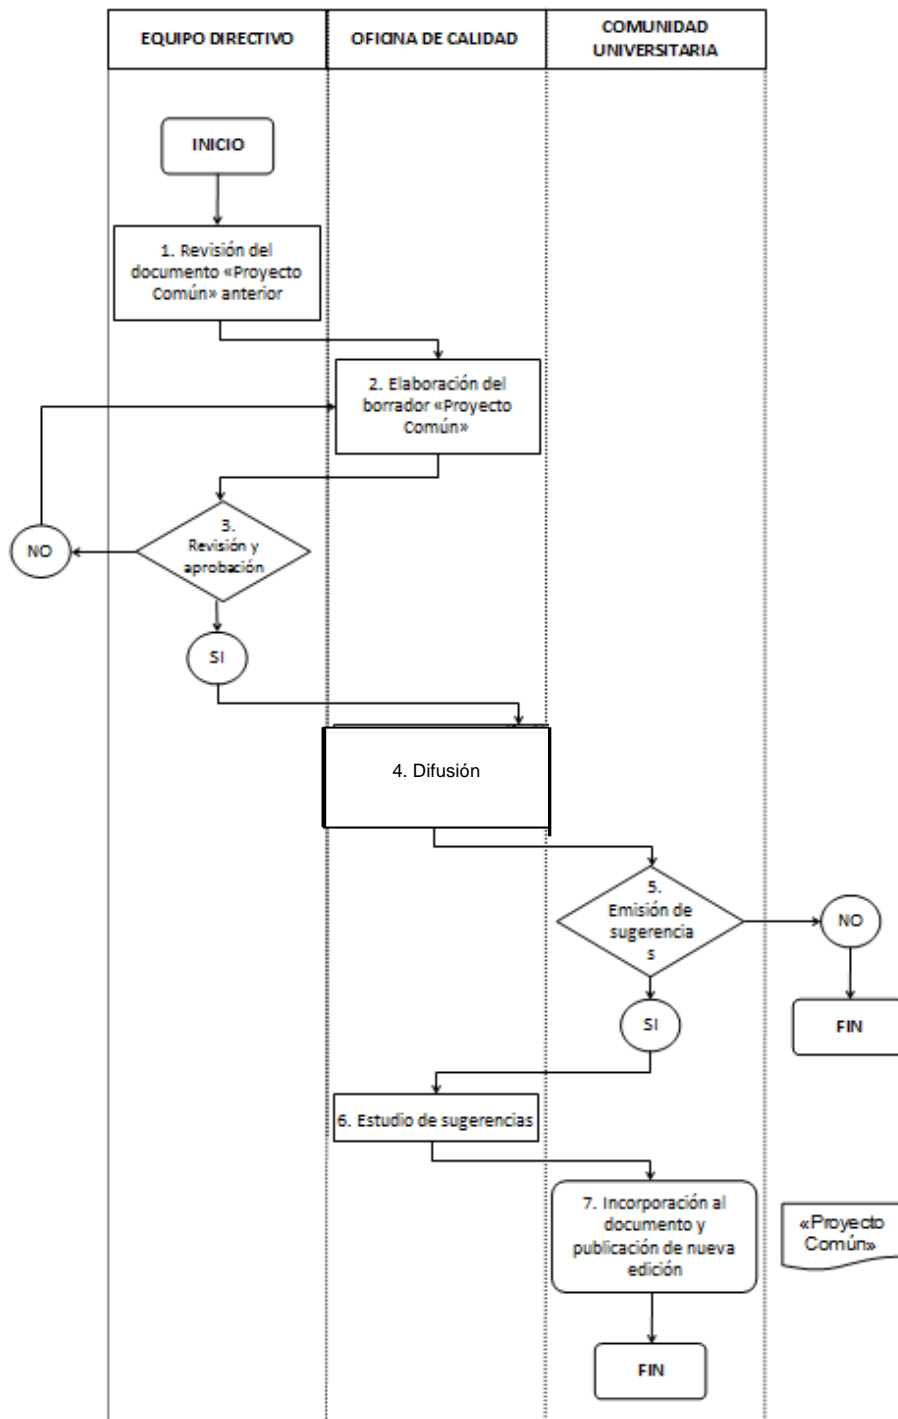 EQUIPO DIRECTIVO
OFICINA DE CALIDAD
COMUNIDAD
UNIVERSITARIA
INICIO
1. Revisión del
documento «Proyecto
Común» anterior
2. Elaboración del
borrador «Proyecto
Común»
3.
Revisión y
aprobación
NO
SI
4. Difusión
5.
Emisión de
sugerencia
s
NO
SI
FIN
6. Estudio de sugerencias
7. Incorporación al
documento y
publicación de nueva
edición
«Proyecto
Común»
FIN